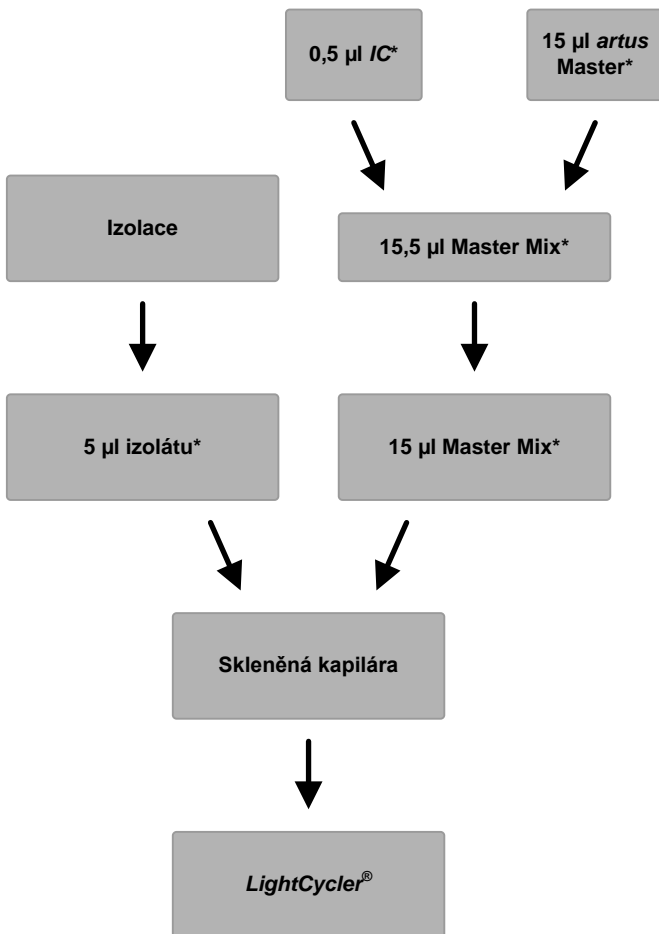 0,5 µl IC*
15 µl artus
Master*
Izolace
15,5 µl Master Mix*
5 µl izolátu*
15 µl Master Mix*
Skleněná kapilára
LightCycler®